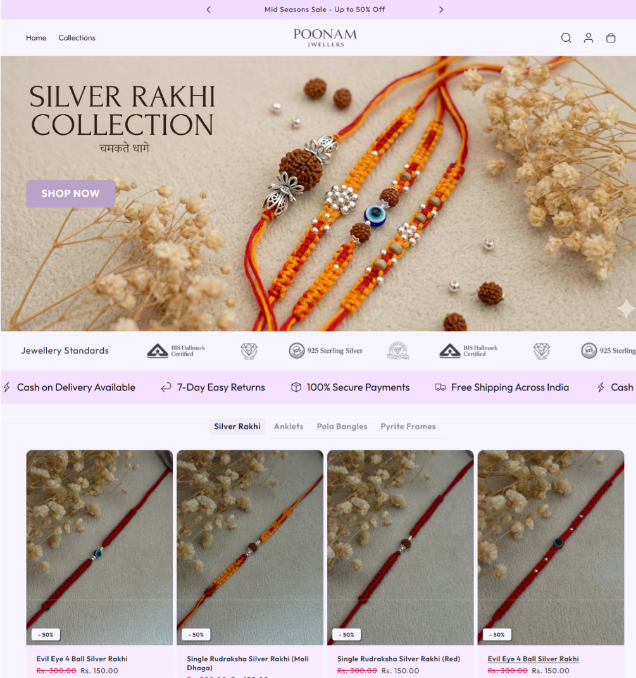 Mid Seasons Sale - Up to 50% Off
Home Collections
POONAM
JWELLERS
SILVER RAKHI
COLLECTION
चमकते धागे
SHOP NOW
Jewellery Standards
BIS Hallmark
Certified
925 Sterling Silver
BIS Hallmark
Certified
925 Sterling
Cash on Delivery Available 7-Day Easy Returns 100% Secure Payments Free Shipping Across India Cash
Silver Rakhi Anklets Pola Bangles Pyrite Frames
- 50% - 50% - 50% - 50%
Evil Eye 4 Ball Silver Rakhi
Rs. 300.00 Rs. 150.00
Single Rudraksha Silver Rakhi (Moli
Dhaga)
Single Rudraksha Silver Rakhi (Red)
Rs. 300.00 Rs. 150.00
Evil Eye 4 Ball Silver Rakhi
Rs. 300.00 Rs. 150.00